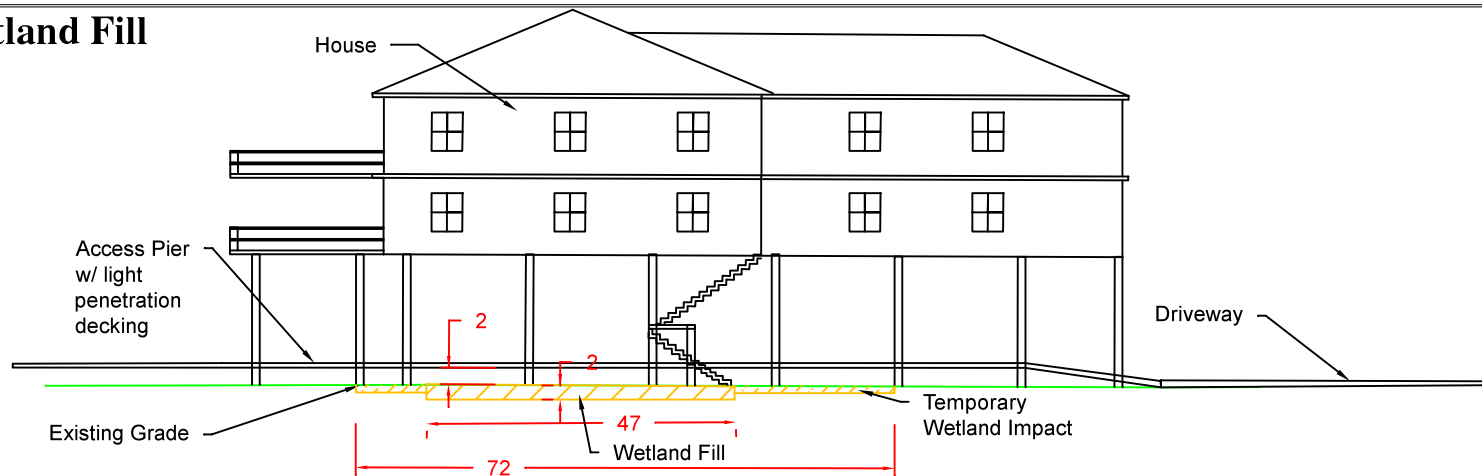 tland Fill
House
Access Pier
w/ light
penetration
decking
2
2
Driveway
Temporary
Wetland Impact
Existing Grade
47
Wetland Fill
72